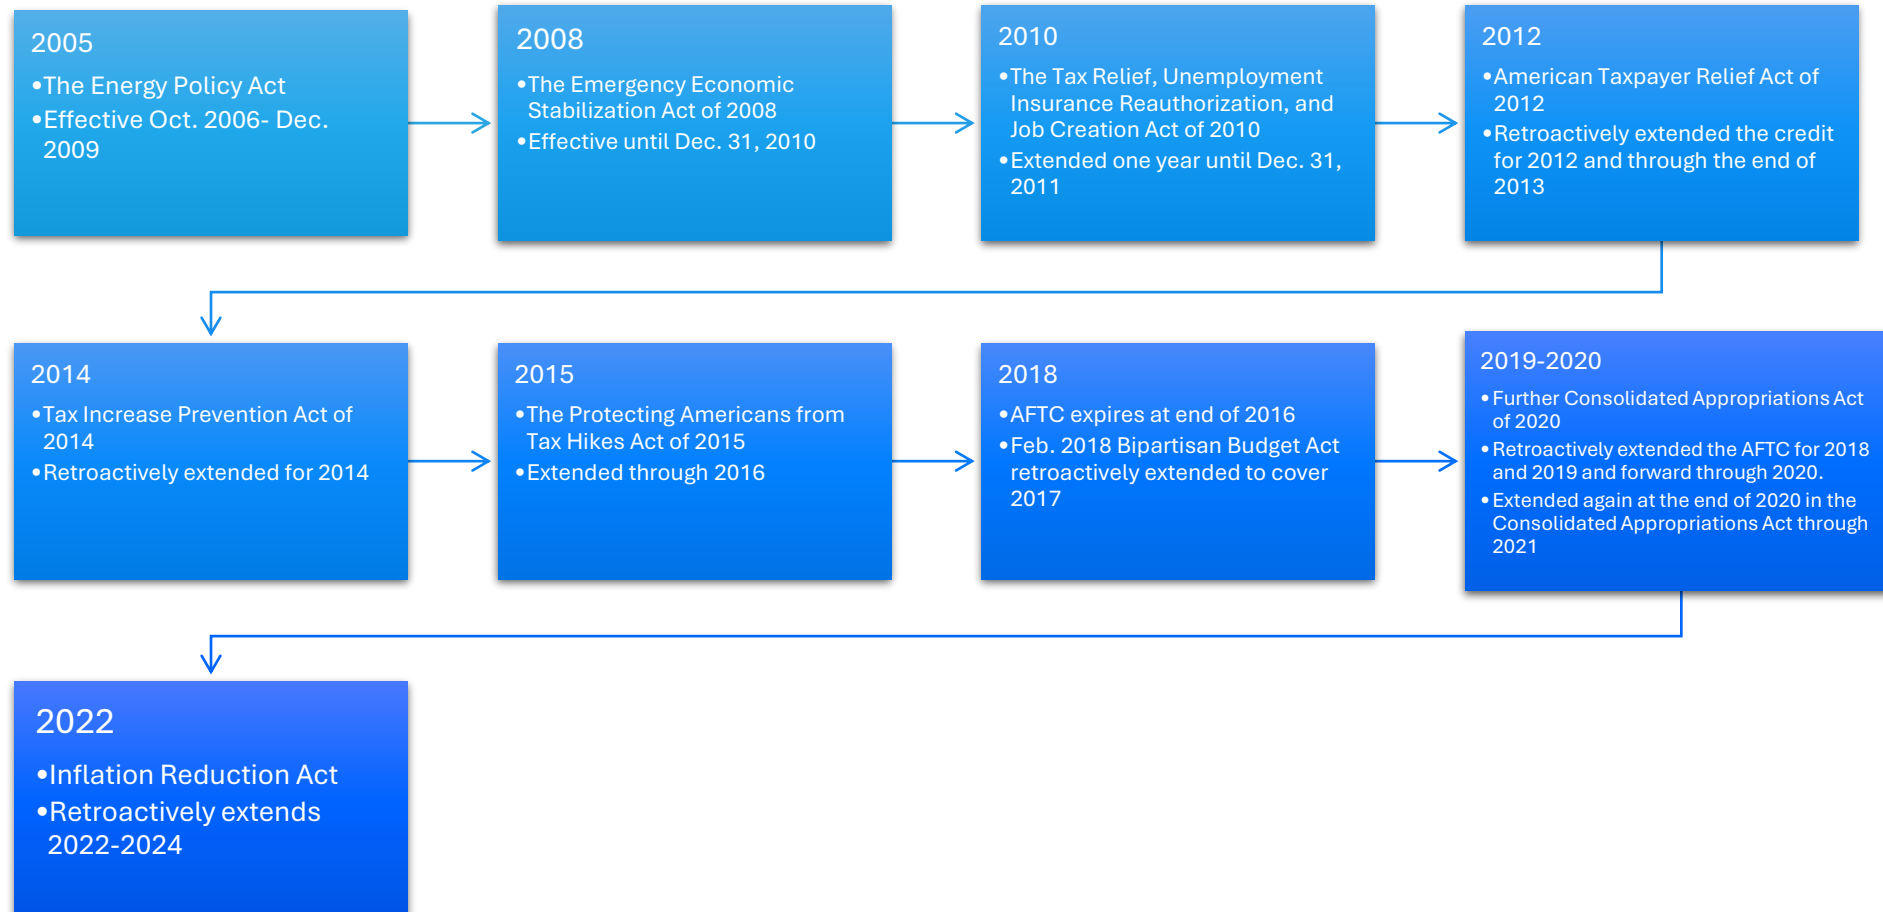 2005
•The Energy Policy Act
•Effective Oct. 2006- Dec.
2009
2008
•The Emergency Economic
Stabilization Act of 2008
•Effective until Dec. 31, 2010
2010
•The Tax Relief, Unemployment
Insurance Reauthorization, and
Job Creation Act of 2010
•Extended one year until Dec. 31,
2011
2012
•American Taxpayer Relief Act of
2012
•Retroactively extended the credit
for 2012 and through the end of
2013
2014
•Tax Increase Prevention Act of
2014
•Retroactively extended for 2014
2015
•The Protecting Americans from
Tax Hikes Act of 2015
•Extended through 2016
2018
•AFTC expires at end of 2016
•Feb. 2018 Bipartisan Budget Act
retroactively extended to cover
2017
2019-2020
•Further Consolidated Appropriations Act
of 2020
•Retroactively extended the AFTC for 2018
and 2019 and forward through 2020.
•Extended again at the end of 2020 in the
Consolidated Appropriations Act through
2021
2022
•Inflation Reduction Act
•Retroactively extends
2022-2024